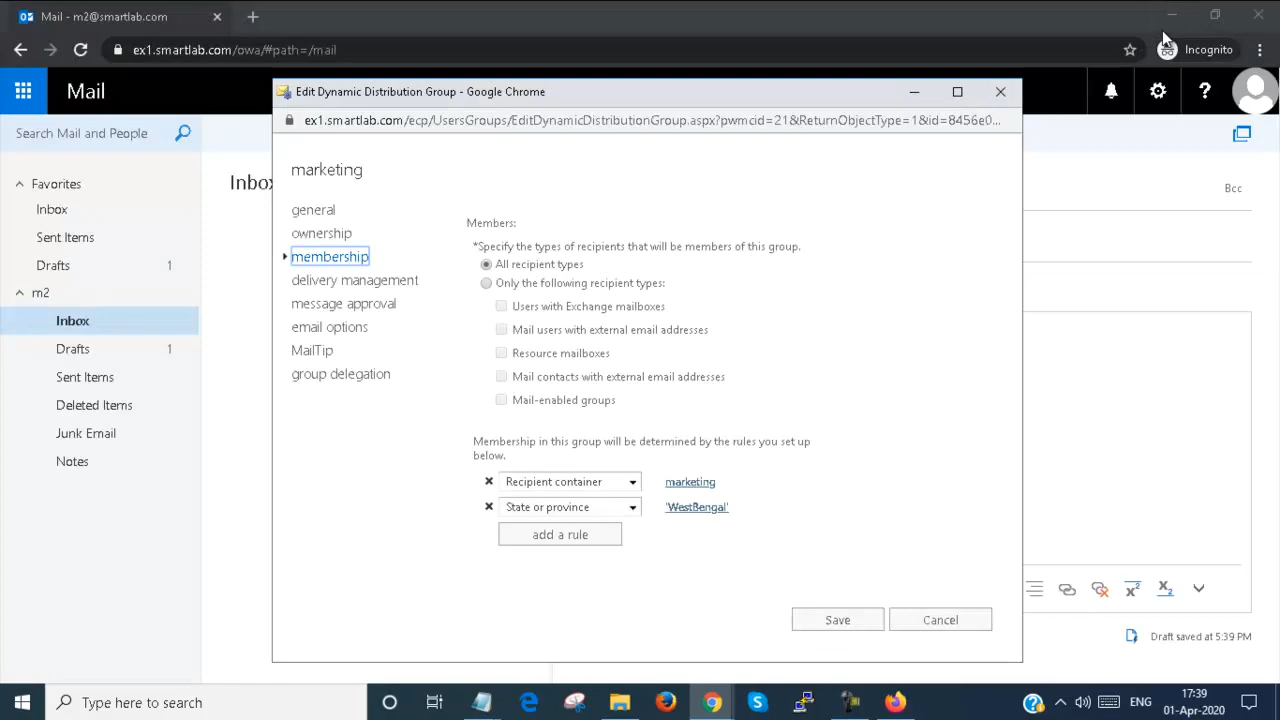 Mail - m2@smartlab.com
ex1.smartlab.com/owa/#path=/mail
Incognito
Mail
Edit Dynamic Distribution Group - Google Chrome
ex1.smartlab.com/ecp/UsersGroups/EditDynamicDistributionGroup.aspx?pwmcid=21&ReturnObjectType=1&id=8456e0...
Search Mail and People
Favorites
Inbox
Sent Items
Drafts 1
m2
Inbox
Drafts 1
Sent Items
Deleted Items
Junk Email
Notes
Inbox
Bcc
marketing
general
ownership
membership
delivery management
message approval
email options
MailTip
group delegation
Members:
*Specify the types of recipients that will be members of this group.
All recipient types
Only the following recipient types:
Users with Exchange mailboxes
Mail users with external email addresses
Resource mailboxes
Mail contacts with external email addresses
Mail-enabled groups
Membership in this group will be determined by the rules you set up
below.
Recipient container marketing
State or province 'WestBengal'
add a rule
Save Cancel
Draft saved at 5:39 PM
Type here to search
ENG
17:39
01-Apr-2020